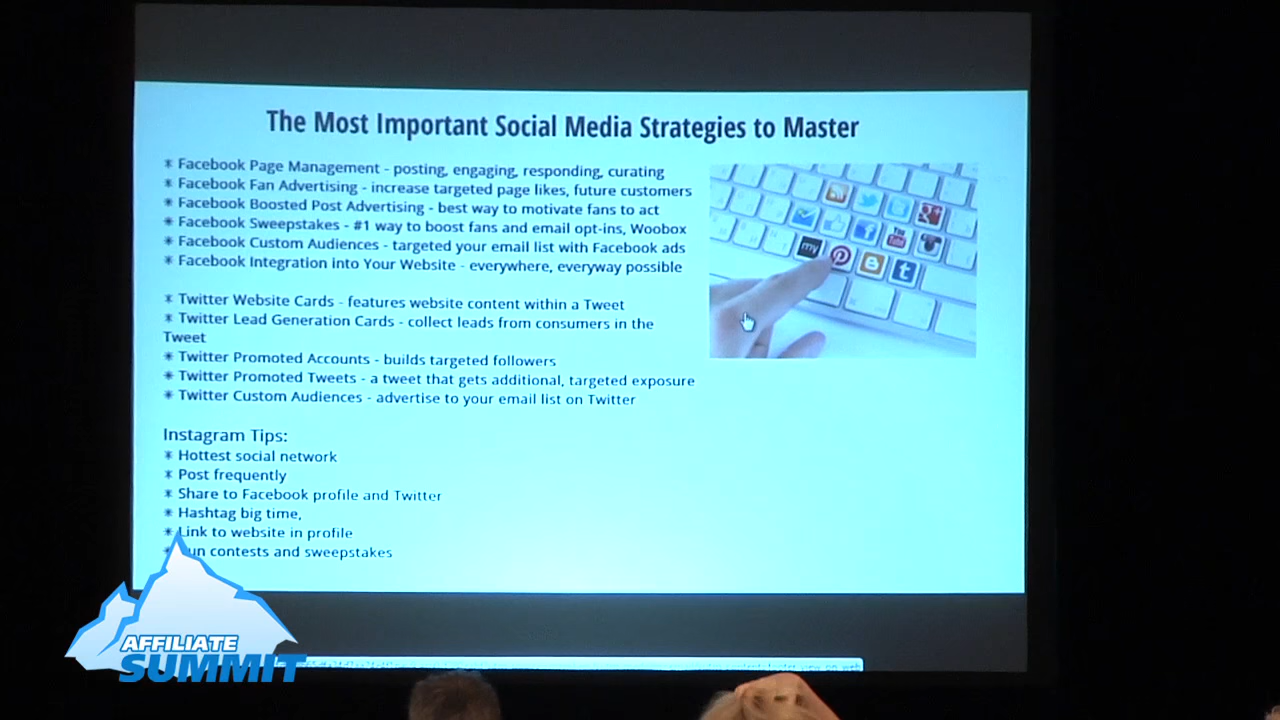 The Most Important Social Media Strategies to Master
* Facebook Page Management - posting, engaging, responding, curating
* Facebook Fan Advertising - increase targeted page likes, future customers
* Facebook Boosted Post Advertising - best way to motivate fans to act
* Facebook Sweepstakes - #1 way to boost fans and email opt-ins, Woobox
* Facebook Custom Audiences - targeted your email list with Facebook ads
* Facebook Integration into Your Website - everywhere, everyway possible
* Twitter Website Cards - features website content within a Tweet
* Twitter Lead Generation Cards - collect leads from consumers in the
Tweet
* Twitter Promoted Accounts - builds targeted followers
* Twitter Promoted Tweets - a tweet that gets additional, targeted exposure
* Twitter Custom Audiences - advertise to your email list on Twitter
Instagram Tips:
* Hottest social network
* Post frequently
* Share to Facebook profile and Twitter
* Hashtag big time,
* Link to website in profile
* Run contests and sweepstakes
my
You Tube
AFFILIATE
SUMMIT